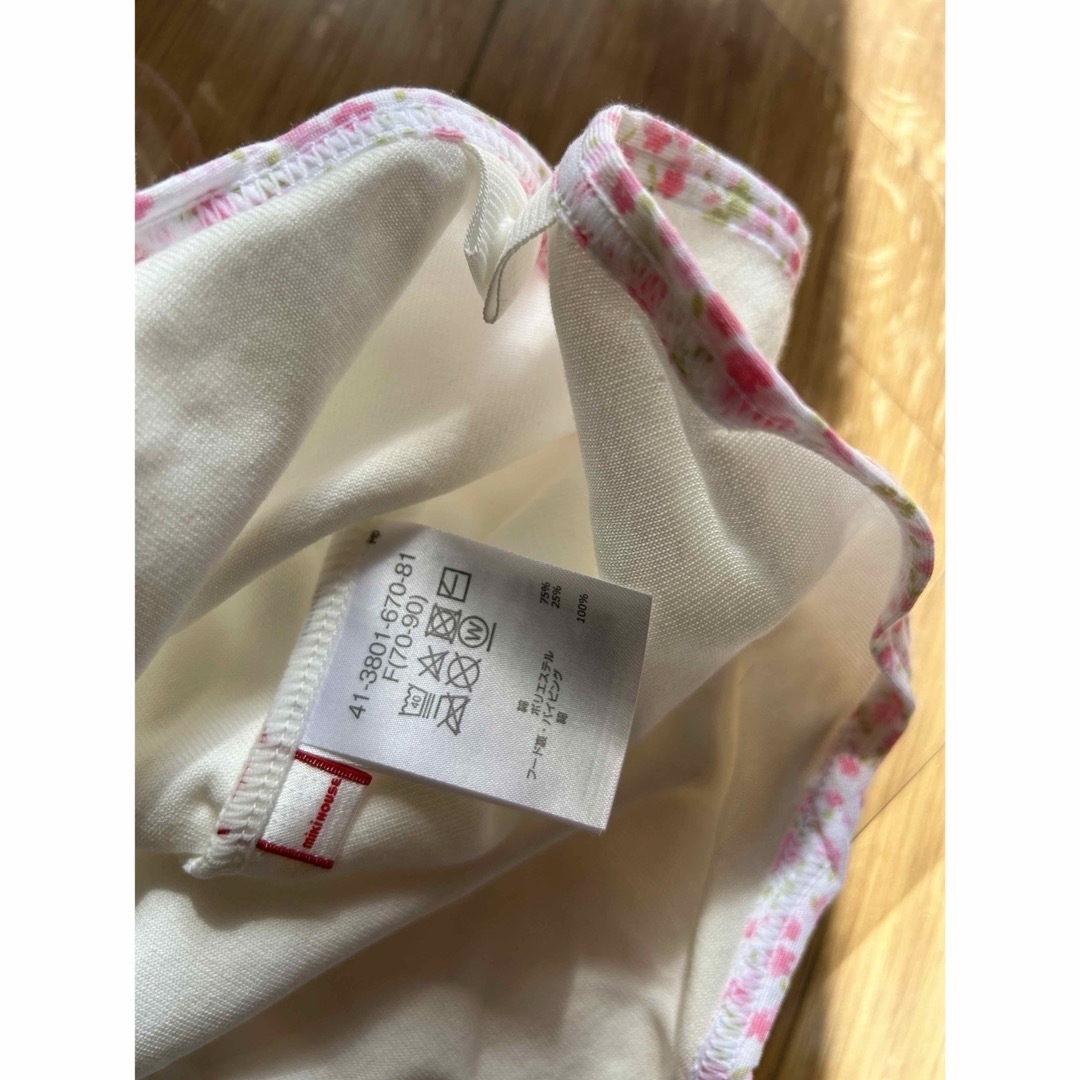 41-3801-670-81
F(70-90)
40
W
綿 75%
ポリエステル 25%
フード裏・パイピング
綿 100%
mikihouse